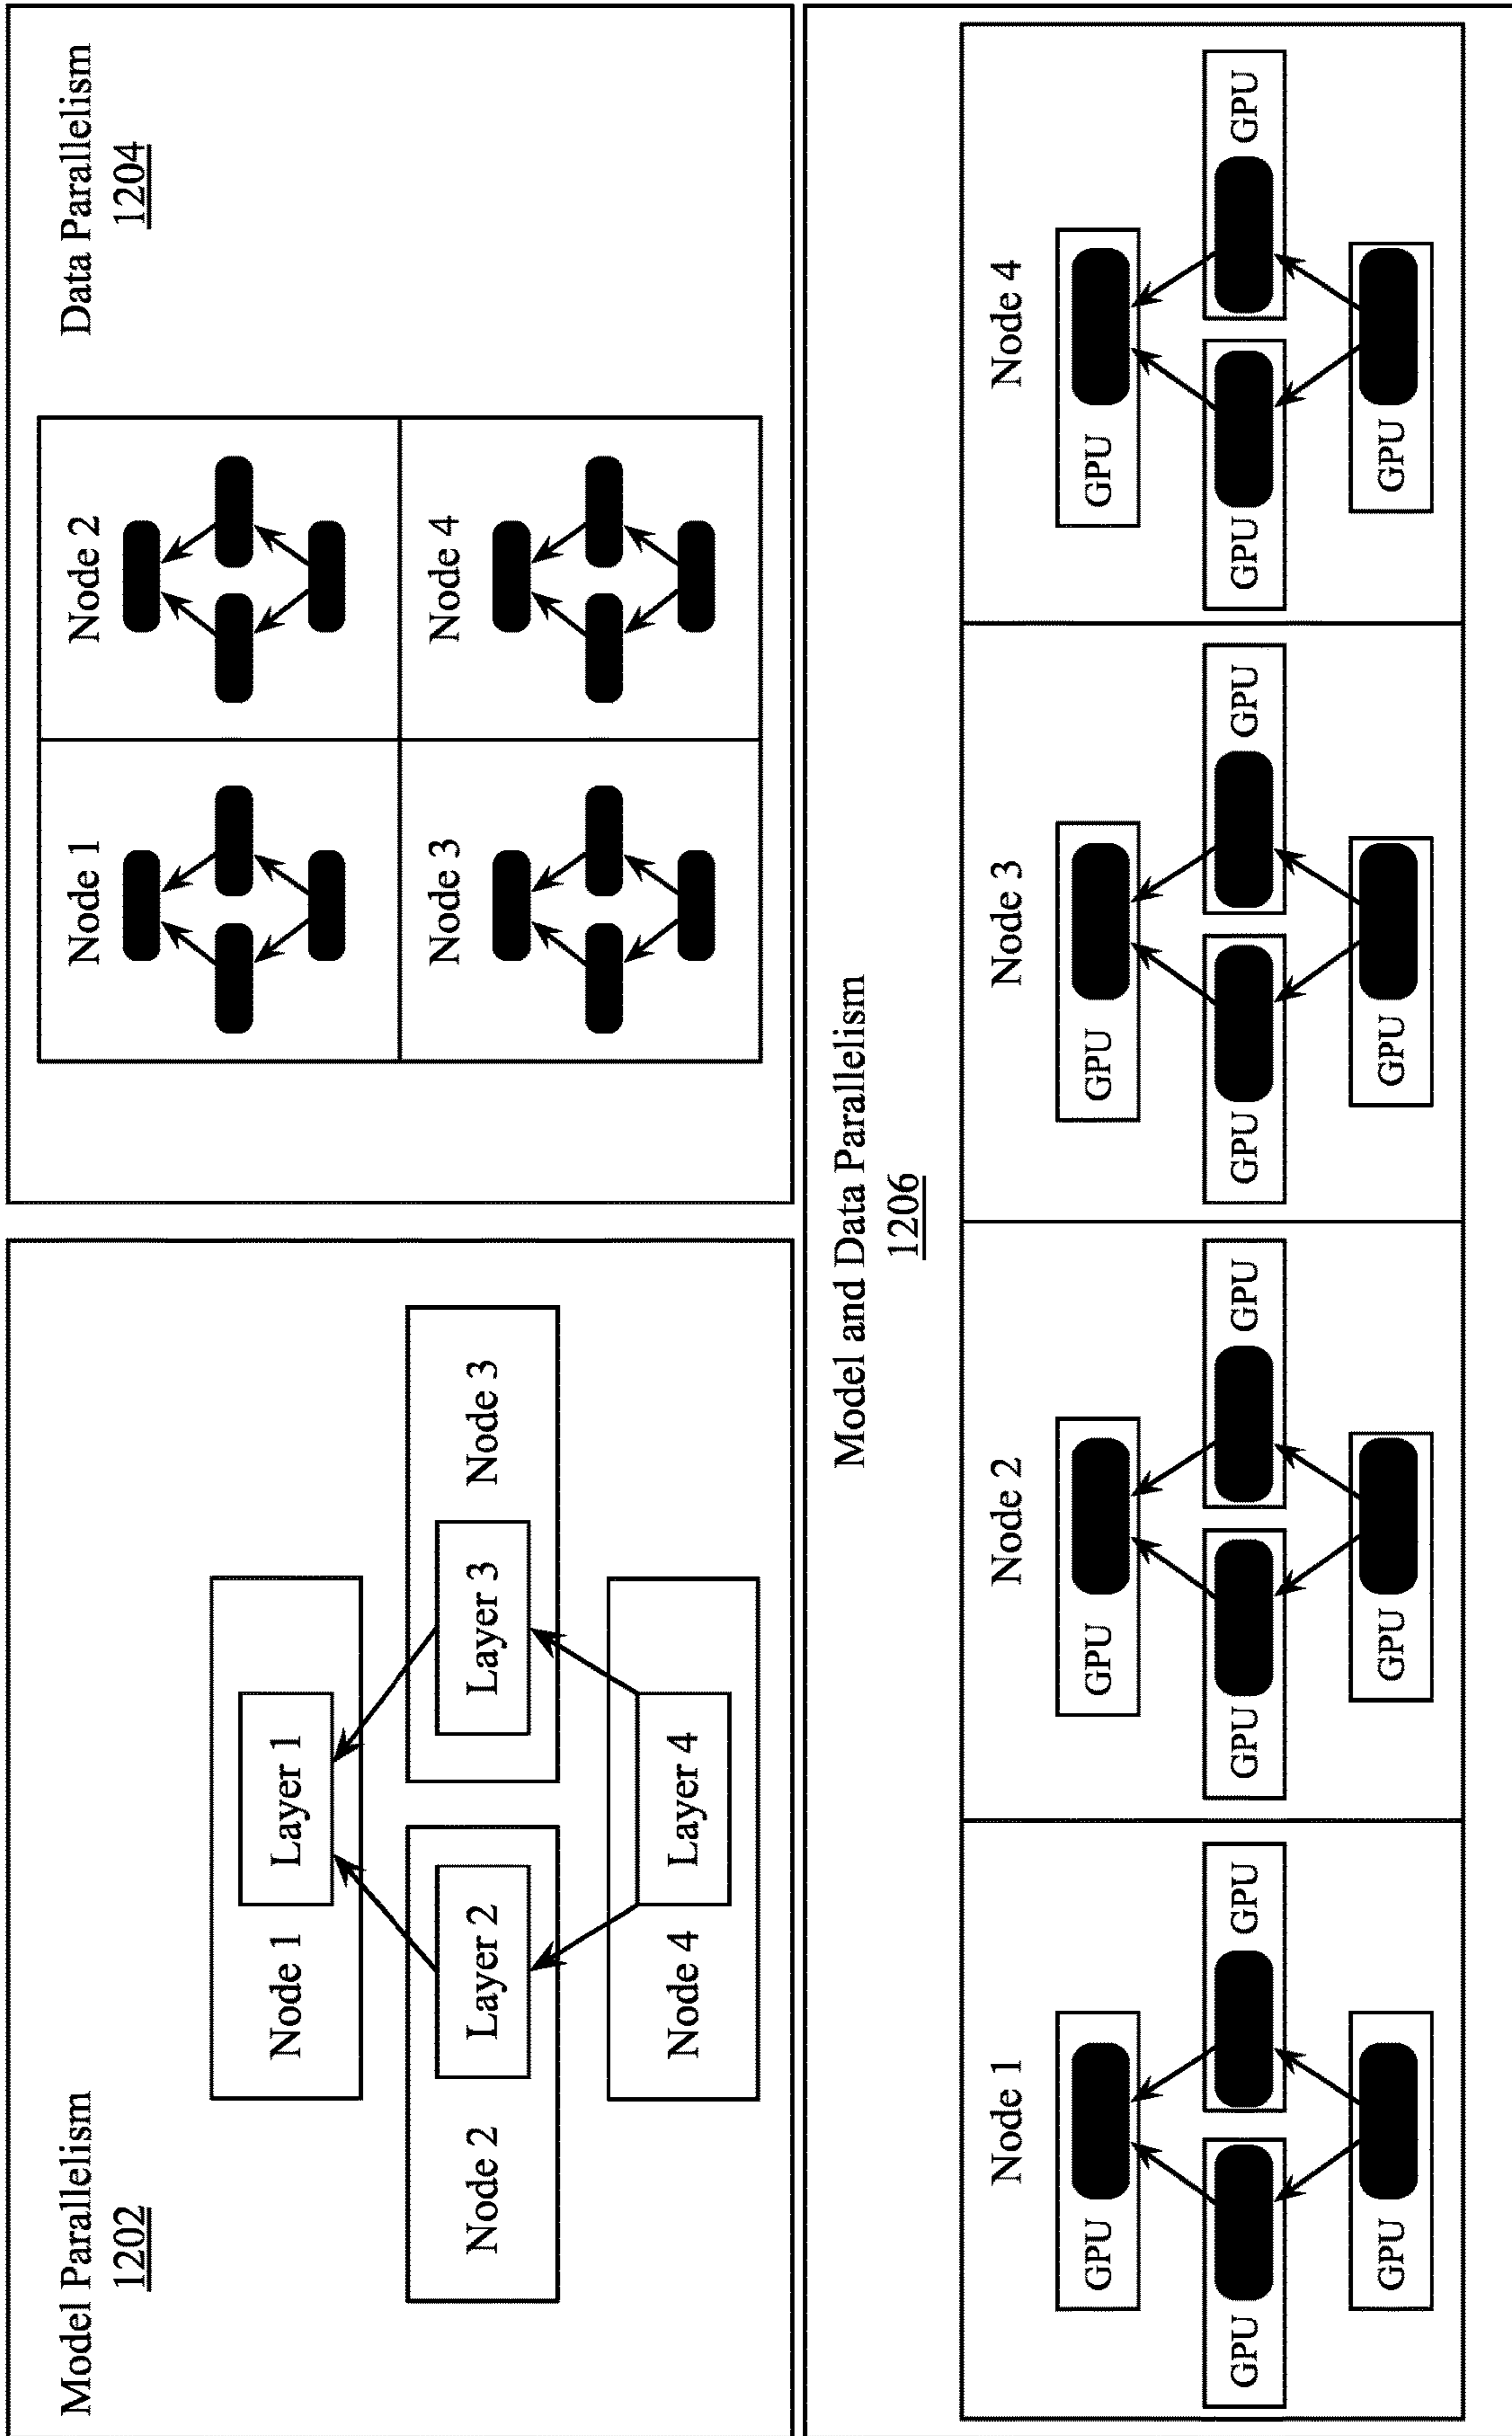 Model Parallelism
1202
Node 1
Layer 1
Node 2
Layer 2
Layer 3
Node 3
Node 4
Layer 4
Data Parallelism
1204
Node 1
Node 2
Node 3
Node 4
Model and Data Parallelism
1206
Node 1
GPU
GPU
GPU
GPU
Node 2
GPU
GPU
GPU
GPU
Node 3
GPU
GPU
GPU
GPU
Node 4
GPU
GPU
GPU
GPU